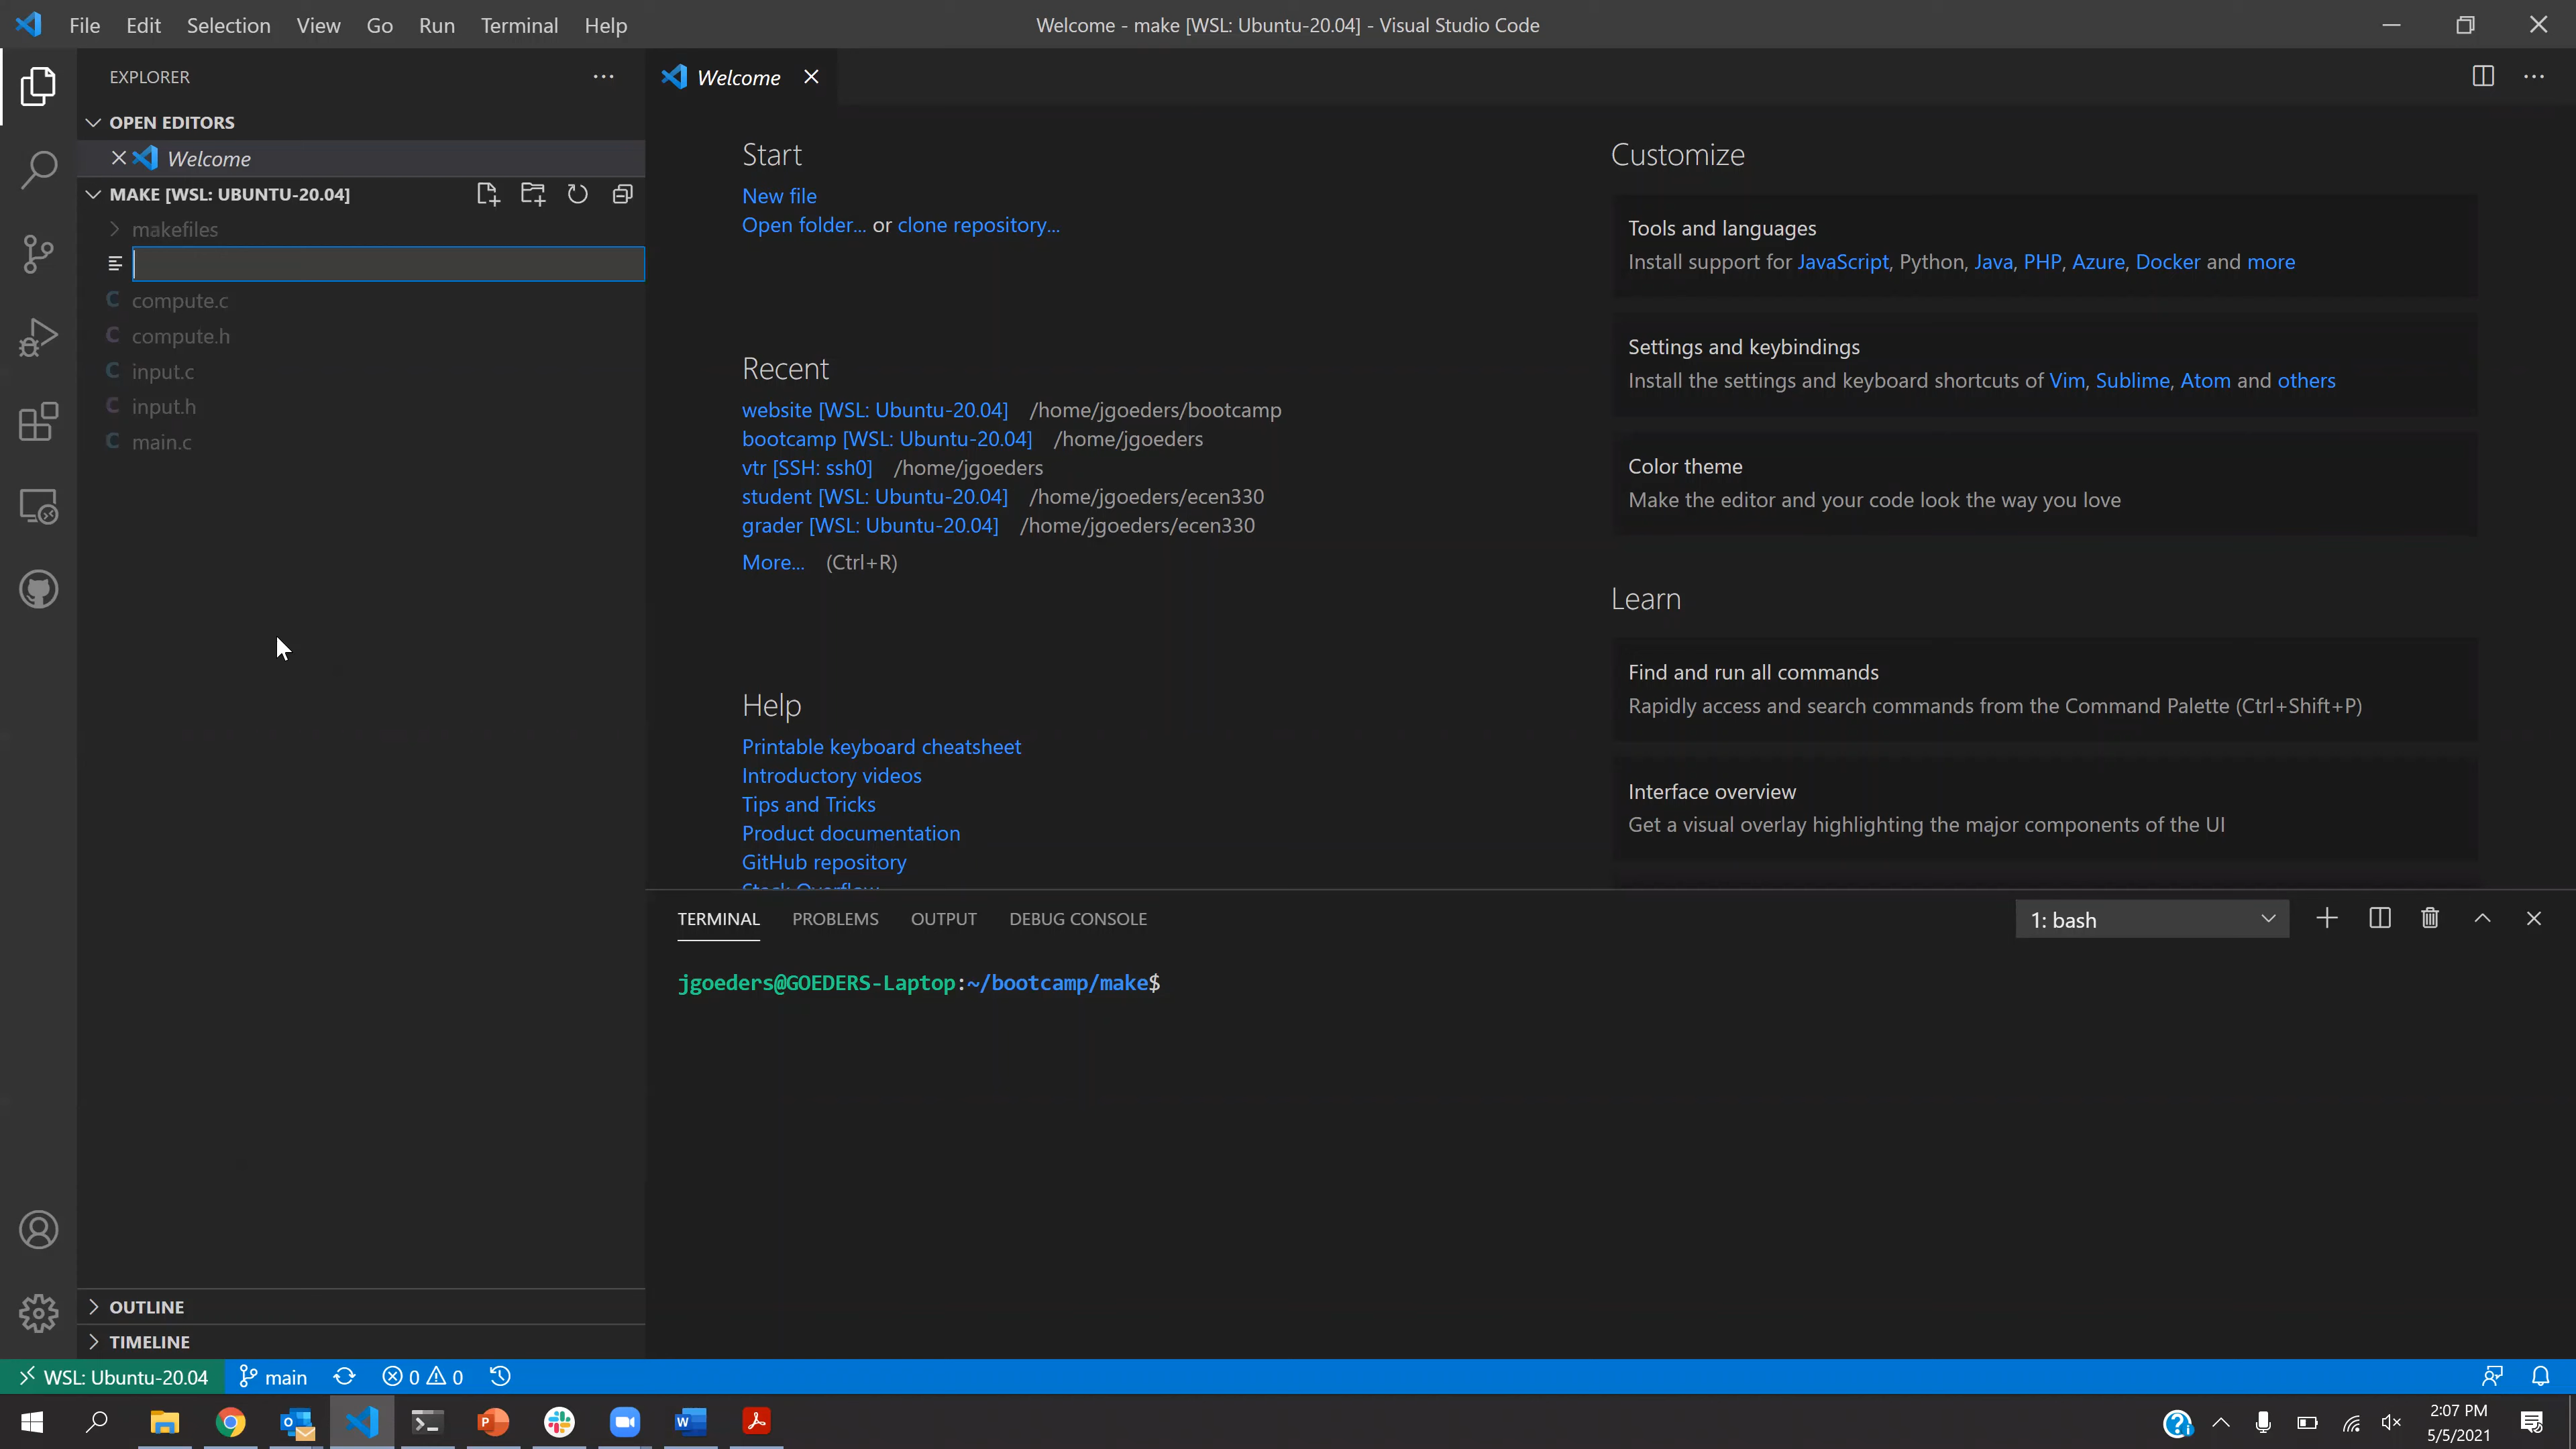 File Edit Selection View Go Run Terminal Help
Welcome - make [WSL: Ubuntu-20.04] - Visual Studio Code
EXPLORER
OPEN EDITORS
Welcome
MAKE [WSL: UBUNTU-20.04]
makefiles
compute.c
compute.h
input.c
input.h
main.c
OUTLINE
TIMELINE
Welcome
Start
New file
Open folder... or clone repository...
Recent
website [WSL: Ubuntu-20.04] /home/jgoeders/bootcamp
bootcamp [WSL: Ubuntu-20.04] /home/jgoeders
vtr [SSH: ssh0] /home/jgoeders
student [WSL: Ubuntu-20.04] /home/jgoeders/ecen330
grader [WSL: Ubuntu-20.04] /home/jgoeders/ecen330
More... (Ctrl+R)
Help
Printable keyboard cheatsheet
Introductory videos
Tips and Tricks
Product documentation
GitHub repository
Stack Overflow
Customize
Tools and languages
Install support for JavaScript, Python, Java, PHP, Azure, Docker and more
Settings and keybindings
Install the settings and keyboard shortcuts of Vim, Sublime, Atom and others
Color theme
Make the editor and your code look the way you love
Learn
Find and run all commands
Rapidly access and search commands from the Command Palette (Ctrl+Shift+P)
Interface overview
Get a visual overlay highlighting the major components of the UI
TERMINAL PROBLEMS OUTPUT DEBUG CONSOLE
1: bash
jgoeders@GOEDERS-Laptop:~/bootcamp/make$
WSL: Ubuntu-20.04 main 0 0
2:07 PM
5/5/2021